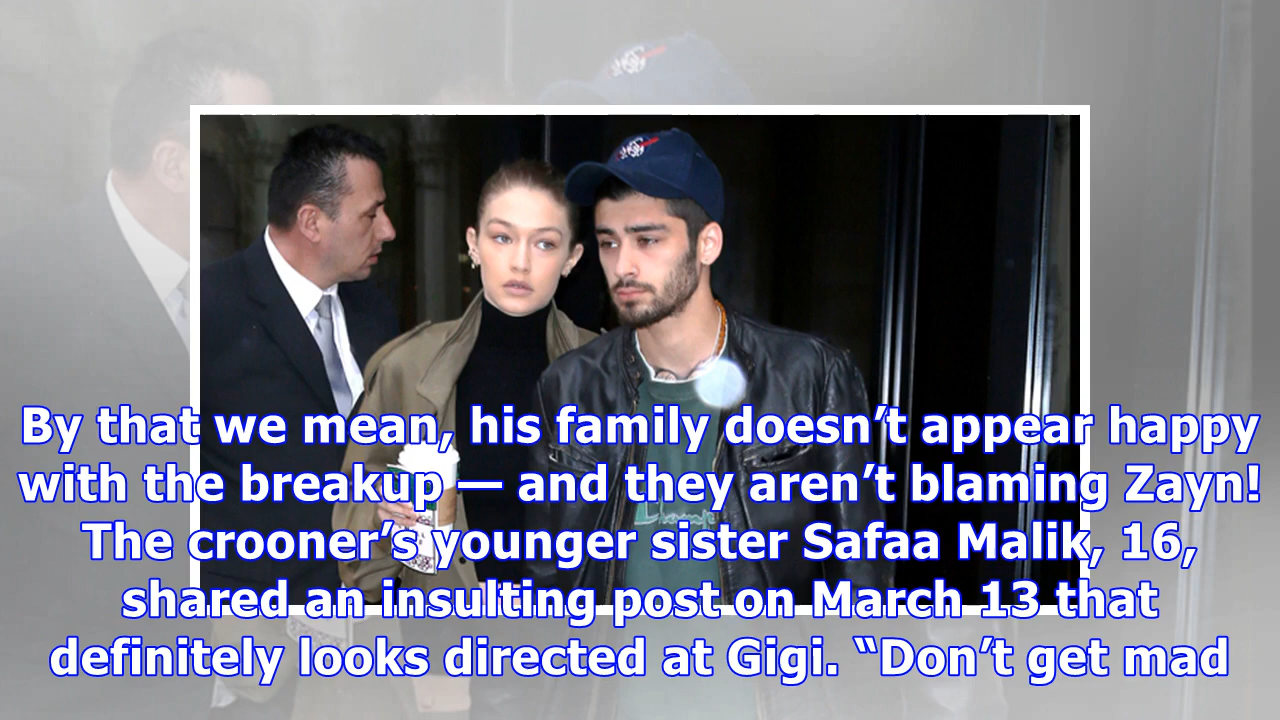 By that we mean, his family doesn’t appear happy
with the breakup — and they aren’t blaming Zayn!
The crooner’s younger sister Safaa Malik, 16,
shared an insulting post on March 13 that
definitely looks directed at Gigi. “Don’t get mad